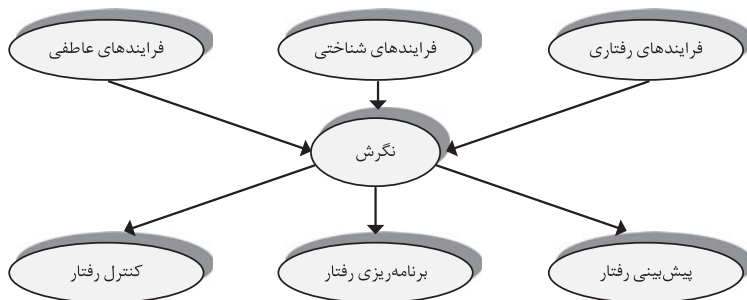 فرایندهای رفتاری
فرایندهای شناختی
فرایندهای عاطفی
نگرش
پیش‌بینی رفتار
برنامه‌ریزی رفتار
کنترل رفتار